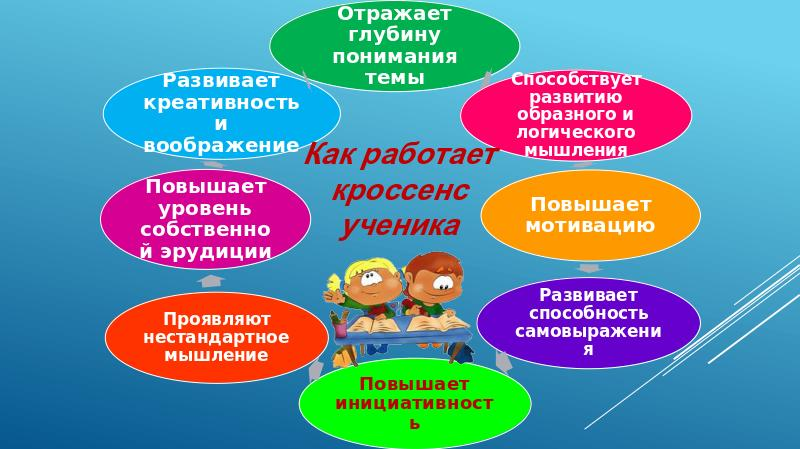 Отражает
глубину
понимания
темы
Способствует
развитию
образного и
логического
мышления
Повышает
мотивацию
Развивает
способность
самовыражени
я
Повышает
инициативност
ь
Проявляют
нестандартное
мышление
Повышает
уровень
собственно
й эрудиции
Развивает
креативность
и
воображение
Как работает
кроссенс
ученика